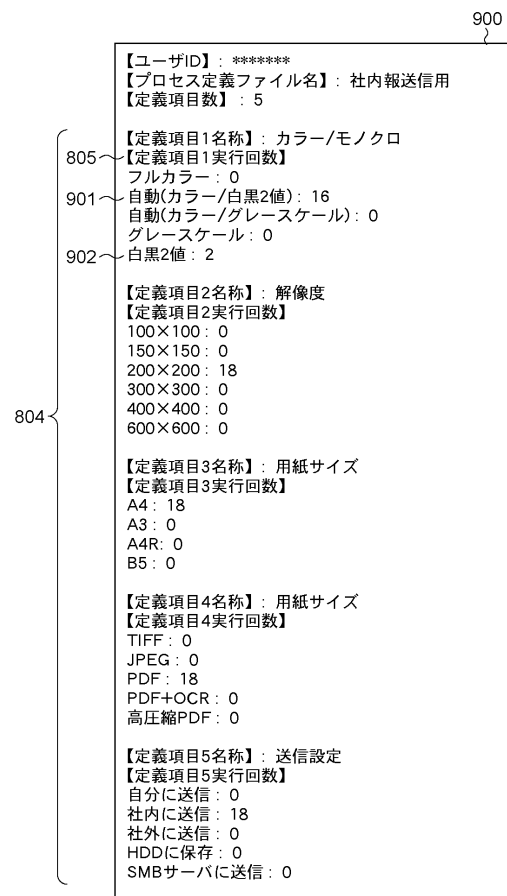 900
【ユーザID】: *******
【プロセス定義ファイル名】: 社内報送信用
【定義項目数】: 5
【定義項目1名称】: カラー/モノクロ
805 【定義項目1実行回数】
フルカラー: 0
901 自動(カラー/白黒2値): 16
自動(カラー/グレースケール): 0
グレースケール: 0
902 白黒2値: 2
【定義項目2名称】: 解像度
【定義項目2実行回数】
100×100: 0
150×150: 0
200×200: 18
300×300: 0
804
400×400: 0
600×600: 0
【定義項目3名称】: 用紙サイズ
【定義項目3実行回数】
A4: 18
A3: 0
A4R: 0
B5: 0
【定義項目4名称】: 用紙サイズ
【定義項目4実行回数】
TIFF: 0
JPEG: 0
PDF: 18
PDF+OCR: 0
高圧縮PDF: 0
【定義項目5名称】: 送信設定
【定義項目5実行回数】
自分に送信: 0
社内に送信: 18
社外に送信: 0
HDDに保存: 0
SMBサーバに送信: 0